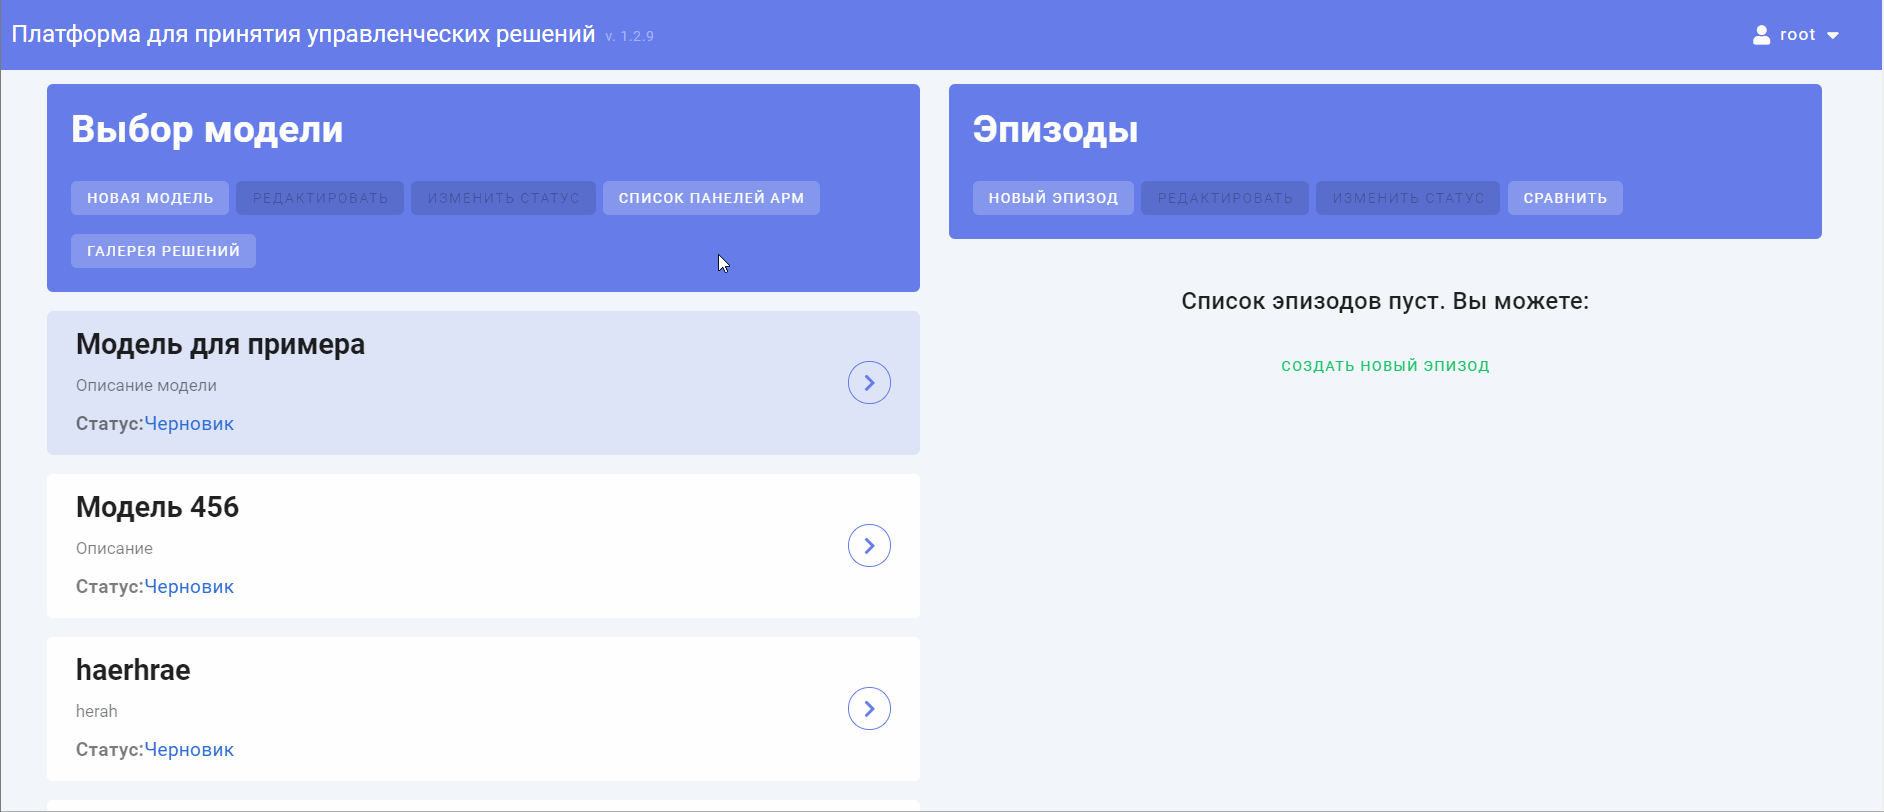 Платформа для принятия управленческих решений v. 1.2.9
root
Выбор модели
НОВАЯ МОДЕЛЬ РЕДАКТИРОВАТЬ ИЗМЕНИТЬ СТАТУС СПИСОК ПАНЕЛЕЙ АРМ
ГАЛЕРЕЯ РЕШЕНИЙ
Модель для примера
Описание модели
Статус:Черновик
Модель 456
Описание
Статус:Черновик
haerhrae
herah
Статус:Черновик
Эпизоды
НОВЫЙ ЭПИЗОД РЕДАКТИРОВАТЬ ИЗМЕНИТЬ СТАТУС СРАВНИТЬ
Список эпизодов пуст. Вы можете:
СОЗДАТЬ НОВЫЙ ЭПИЗОД